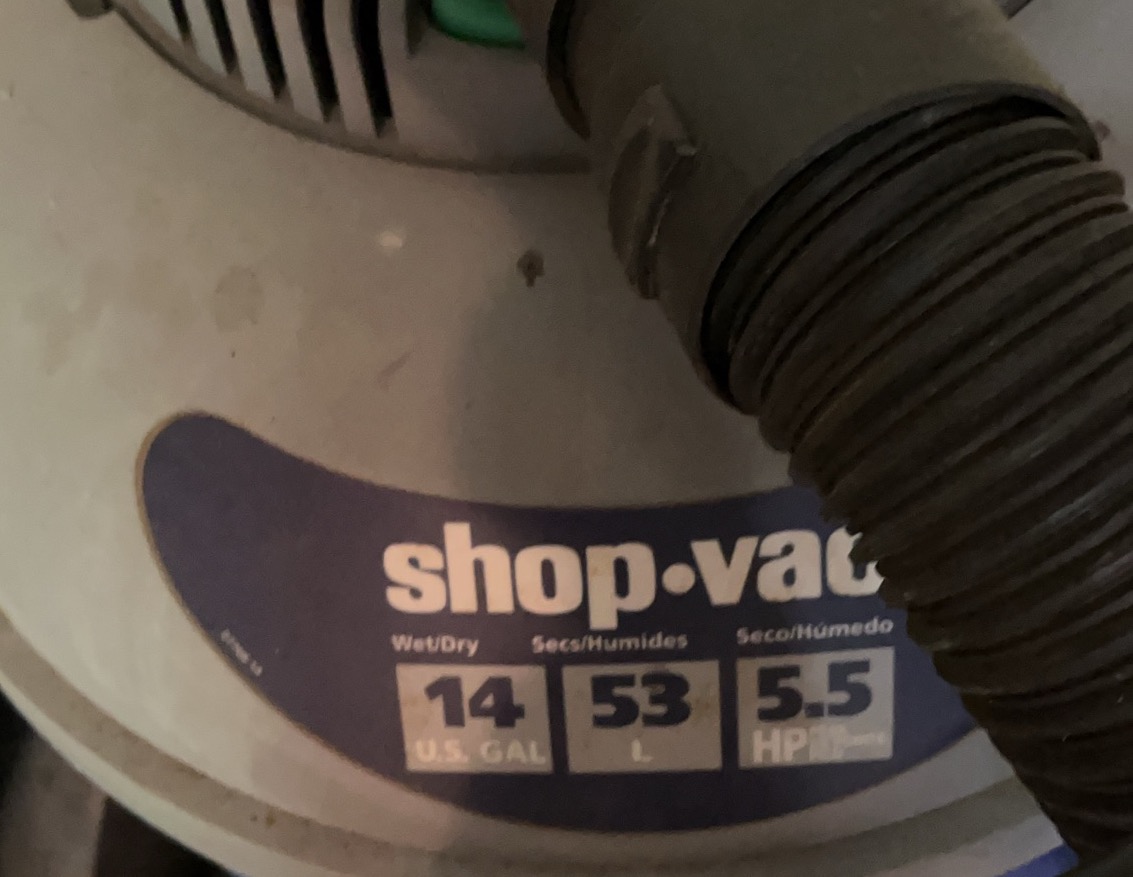 shop•vac
Wet/Dry Secs/Humides Seco/Húmedo
14 53 5.5
U.S. GAL L HP